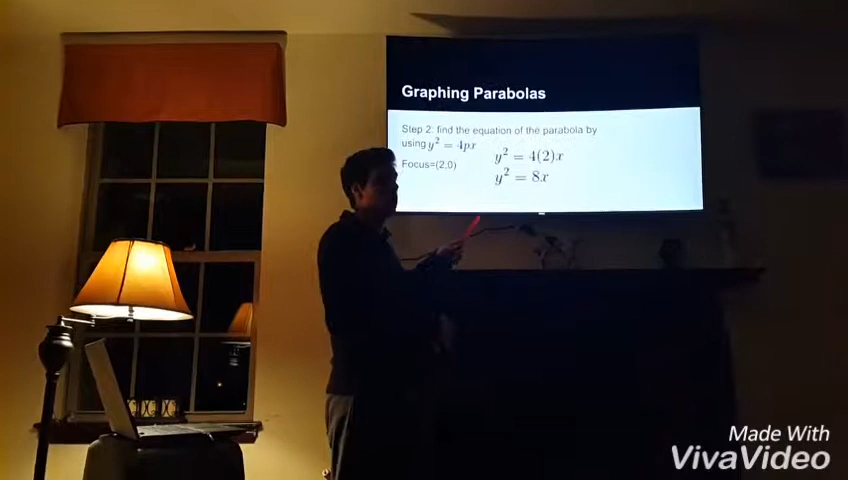 Graphing Parabolas
Step 2: find the equation of the parabola by
using y² = 4px
y² = 4(2)x
Focus=(2,0)
y² = 8x
Made With
VivaVideo